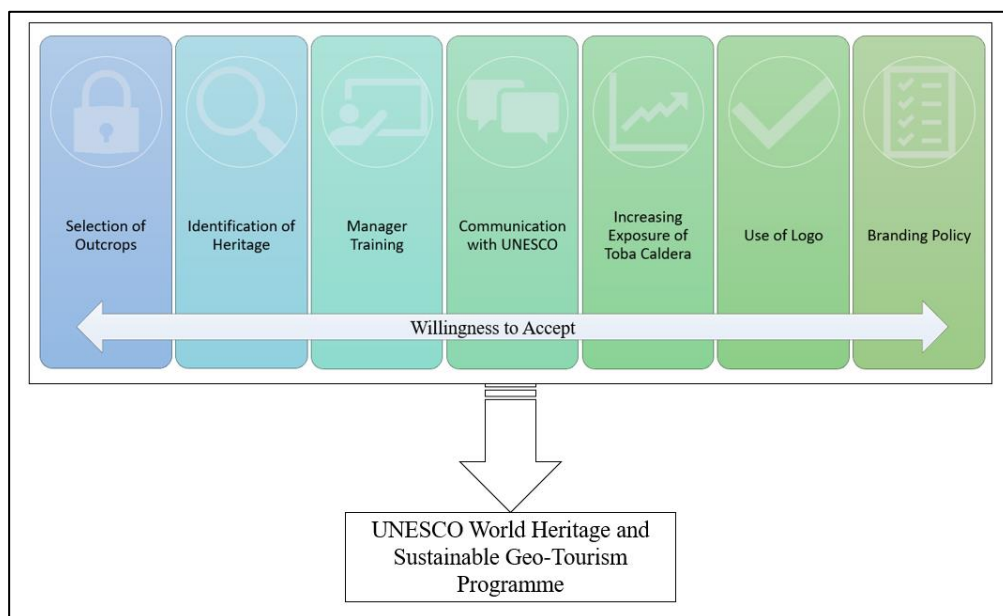 Selection of
Outcrops
Identification of
Heritage
Manager
Training
Communication
with UNESCO
Increasing
Exposure of
Toba Caldera
Use of Logo
Branding Policy
Willingness to Accept
UNESCO World Heritage and
Sustainable Geo-Tourism
Programme